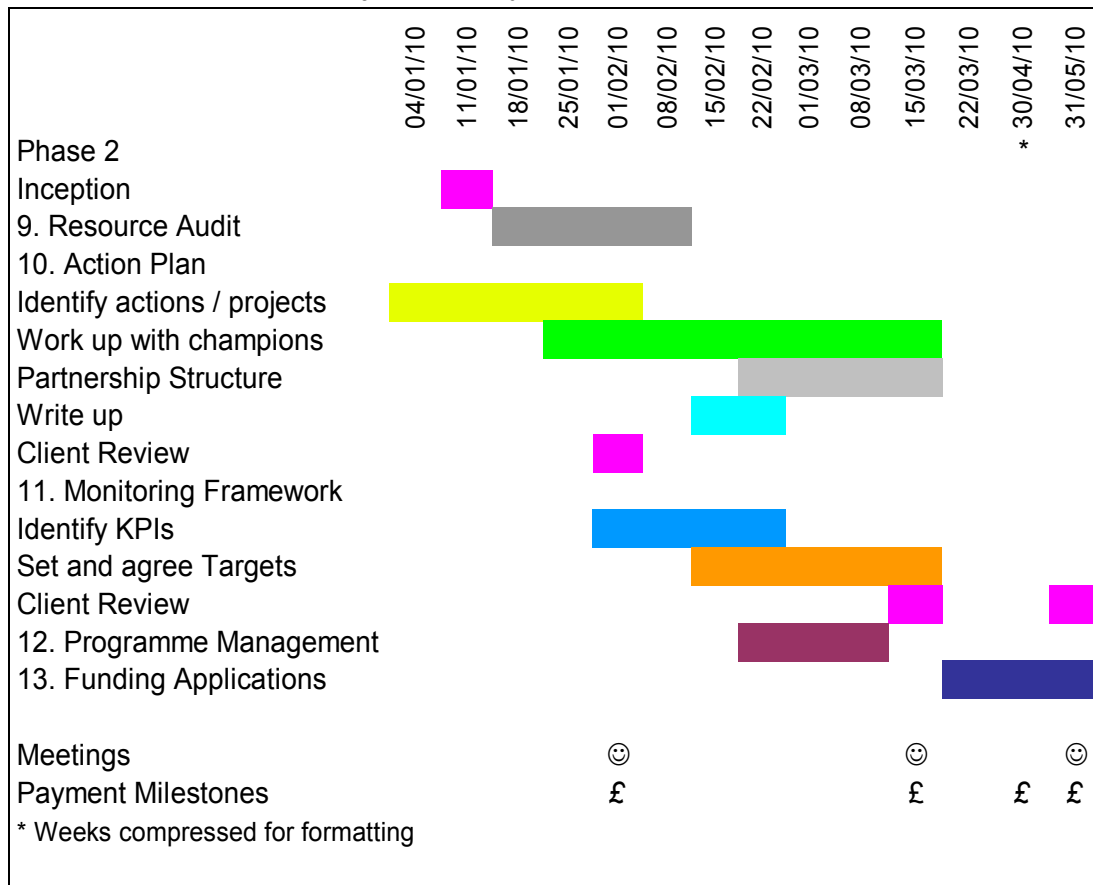 04/01/10 11/01/10 18/01/10 25/01/10 01/02/10 08/02/10 15/02/10 22/02/10 01/03/10 08/03/10 15/03/10 22/03/10 30/04/10 31/05/10
Phase 2 *
Inception
9. Resource Audit
10. Action Plan
Identify actions / projects
Work up with champions
Partnership Structure
Write up
Client Review
11. Monitoring Framework
Identify KPIs
Set and agree Targets
Client Review
12. Programme Management
13. Funding Applications
Meetings ☺ ☺ ☺
Payment Milestones £ £ £ £
* Weeks compressed for formatting